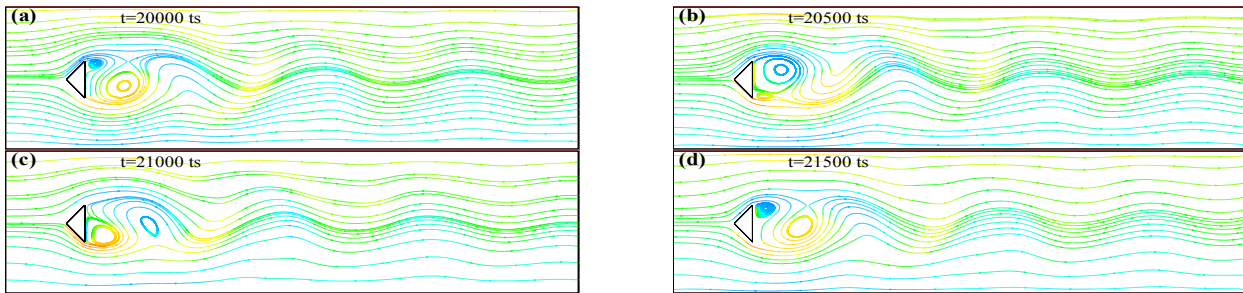 (a) t=20000 ts
(b) t=20500 ts
(c) t=21000 ts
(d) t=21500 ts